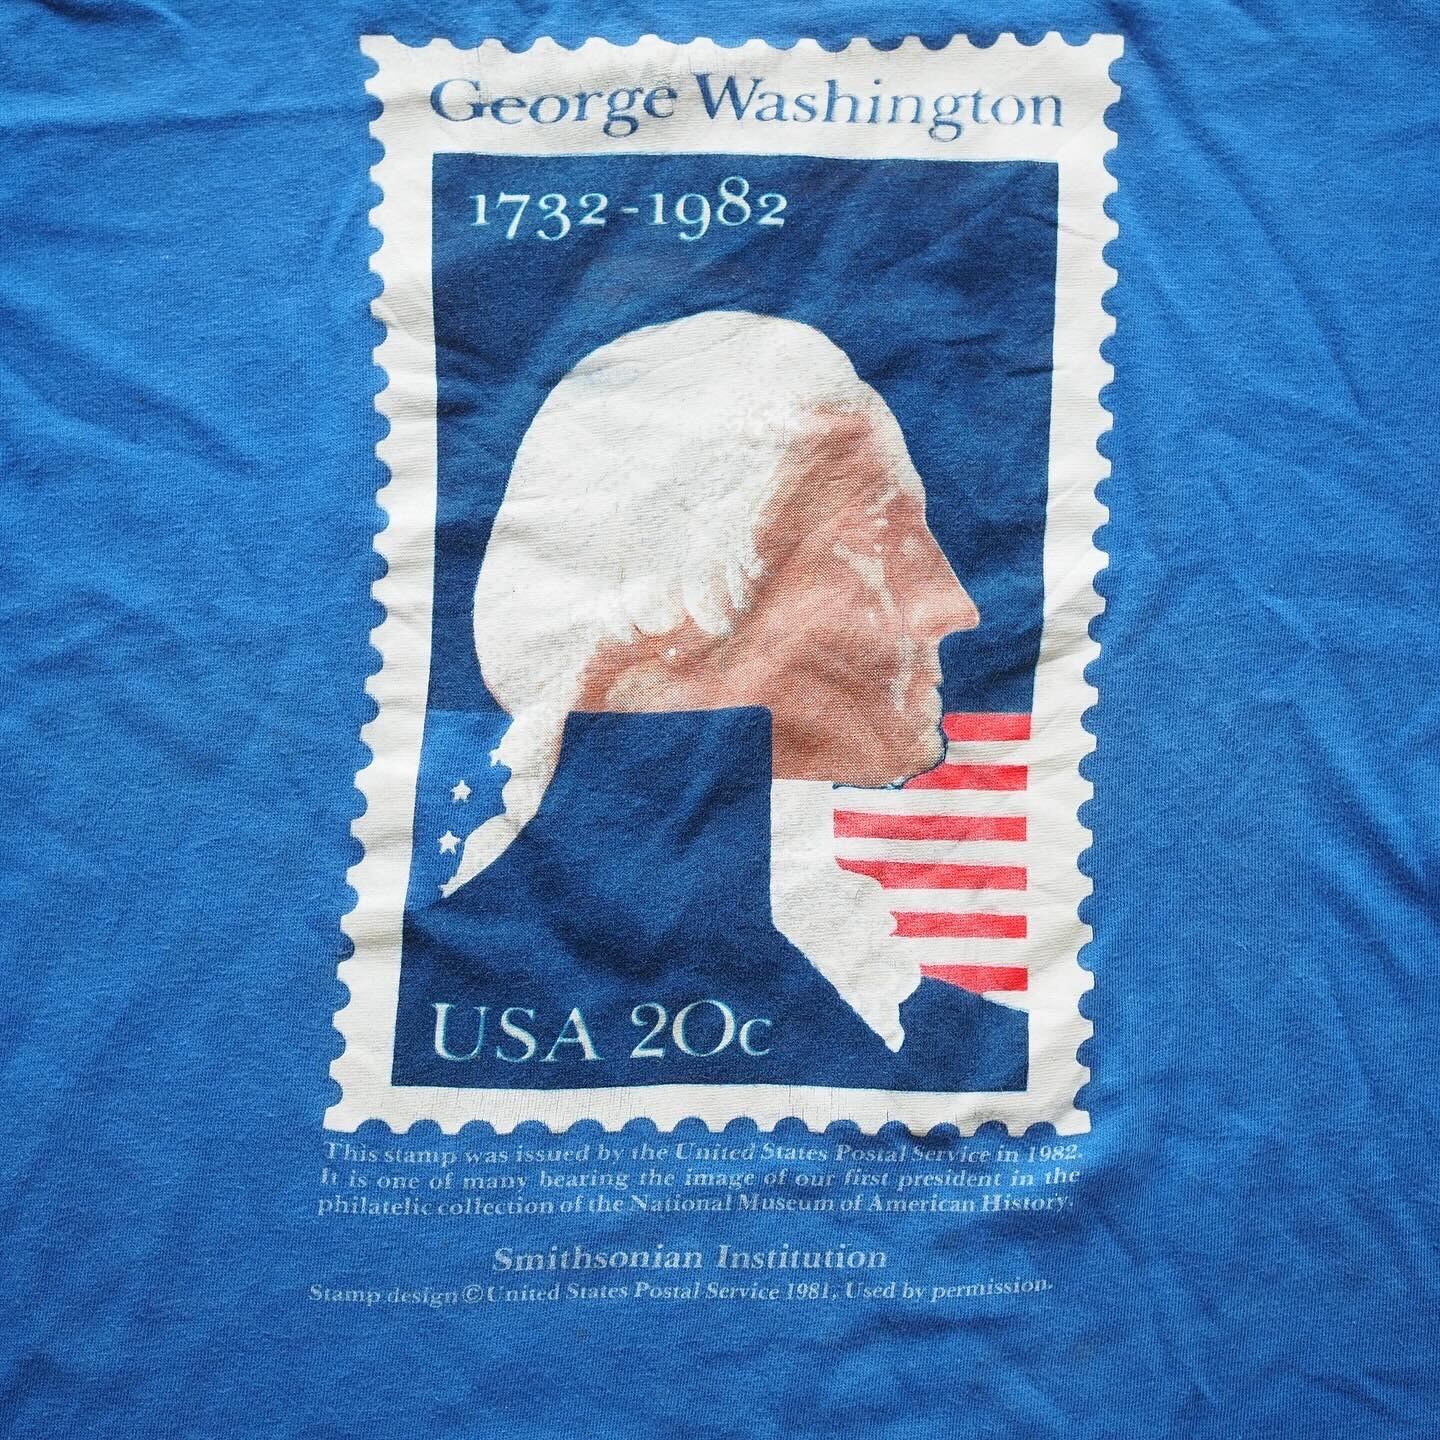 George Washington
1732-1982
USA 20c
This stamp was issued by the United States Postal Service in 1982.
It is one of many bearing the image of our first president in the
philatelic collection of the National Museum of American History.
Smithsonian Institution
Stamp design © United States Postal Service 1981, Used by permission.